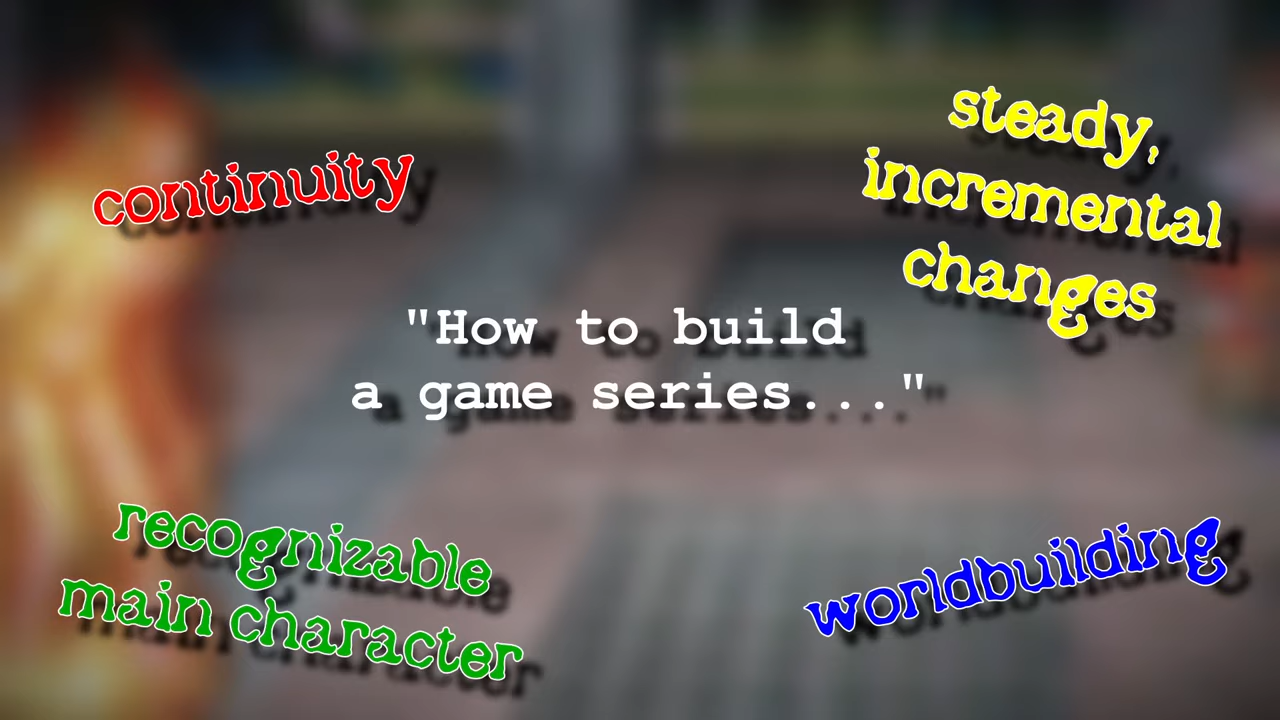 continuity
steady,
incremental
changes
"How to build
a game series..."
recognizable
main character
worldbuilding